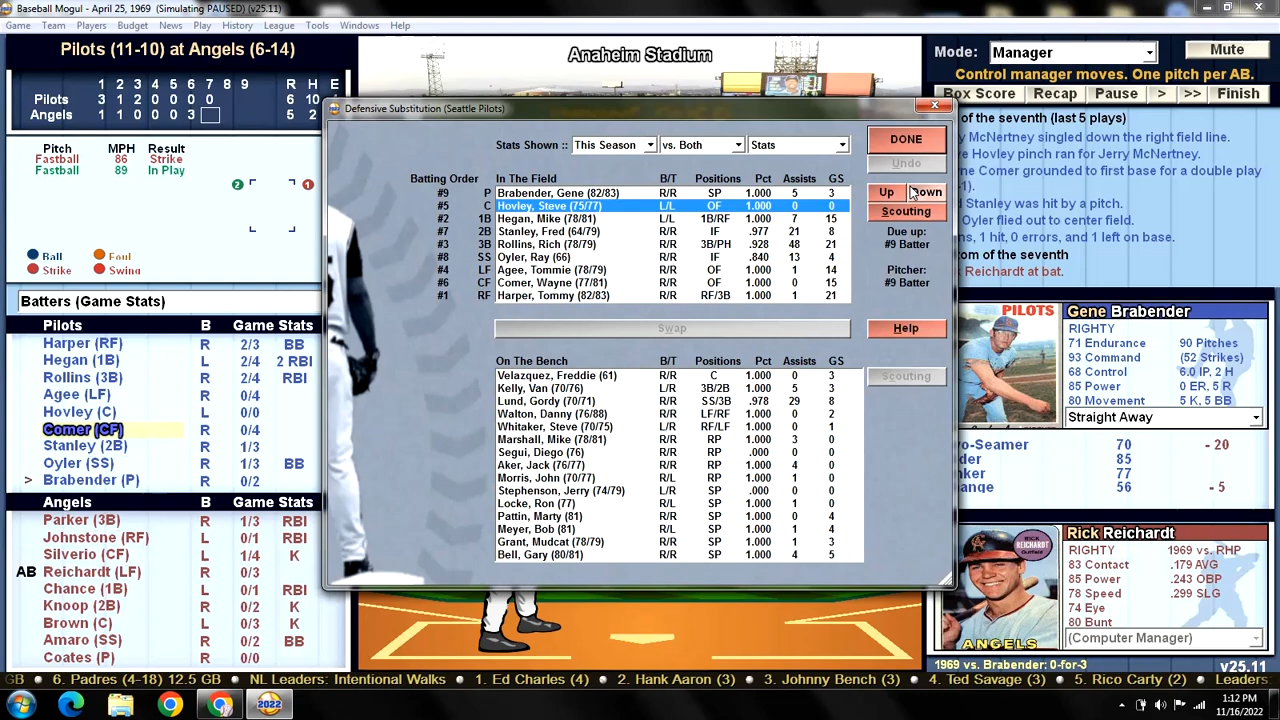 Baseball Mogul - April 25, 1969 (Simulating PAUSED) (v25.11)
Game Team Players Budget News Play History League Tools Windows Help
Pilots (11-10) at Angels (6-14)
1 2 3 4 5 6 7 8 9 R H E
Pilots 3 1 2 0 0 0 0 6 10
Angels 1 1 0 0 0 3 5 2
Pitch MPH Result
Fastball 86 Strike
Fastball 89 In Play
2 1
Ball Foul
Strike Swing
Batters (Game Stats)
Pilots B Game Stats
Harper (RF) R 2/3 BB
Hegan (1B) L 2/4 2 RBI
Rollins (3B) R 2/4 RBI
Agee (LF) R 1/4
Hovley (C) L 0/0
Comer (CF) R 0/4
Stanley (2B) R 1/3
Oyler (SS) R 1/3 BB
> Brabender (P) R 0/2
Angels B Game Stats
Parker (3B) R 1/3 RBI
Johnstone (RF) L 0/1 RBI
Silverio (CF) L 1/4 K
AB Reichardt (LF) R 0/3
Chance (1B) L 0/1 RBI
Knoop (2B) R 0/2 K
Brown (C) L 0/3 K
Amaro (SS) R 0/2 BB
Coates (P) R 0/0
Anaheim Stadium
Defensive Substitution (Seattle Pilots)
Stats Shown :: This Season vs. Both Stats
DONE
Undo
Up Down
Scouting
Due up:
#9 Batter
Pitcher:
#9 Batter
Help
Scouting
Batting Order In The Field B/T Positions Pct Assists GS
#9 P Brabender, Gene (82/83) R/R SP 1.000 5 3
#5 C Hovley, Steve (75/77) L/L OF 1.000 0 0
#2 1B Hegan, Mike (78/81) L/L 1B/RF 1.000 7 15
#7 2B Stanley, Fred (64/79) R/R IF .977 21 8
#3 3B Rollins, Rich (78/79) R/R 3B/PH .928 48 21
#8 SS Oyler, Ray (66) R/R IF .840 13 4
#4 LF Agee, Tommie (78/79) R/R OF 1.000 1 14
#6 CF Comer, Wayne (77/81) R/R OF 1.000 0 15
#1 RF Harper, Tommy (82/83) R/R RF/3B 1.000 1 21
Swap
On The Bench B/T Positions Pct Assists GS
Velazquez, Freddie (61) R/R C 1.000 0 3
Kelly, Van (70/76) L/R 3B/2B 1.000 5 3
Lund, Gordy (70/71) R/R SS/3B .978 29 8
Walton, Danny (76/88) R/R LF/RF 1.000 0 2
Whitaker, Steve (70/75) L/R RF/LF 1.000 0 1
Marshall, Mike (78/81) R/R RP 1.000 3 0
Segui, Diego (76) R/R RP .000 0 0
Aker, Jack (76/77) R/R RP 1.000 4 0
Morris, John (70/77) R/L RP 1.000 1 0
Stephenson, Jerry (74/79) L/R SP .000 0 0
Locke, Ron (77) R/L SP 1.000 1 0
Pattin, Marty (81) R/R SP 1.000 0 4
Meyer, Bob (81) R/L SP 1.000 1 4
Grant, Mudcat (78/79) R/R SP 1.000 1 3
Bell, Gary (80/81) R/R SP 1.000 4 5
Mode: Manager Mute
Control manager moves. One pitch per AB.
Box Score Recap Pause > >> Finish
of the seventh (last 5 plays)
y McNertney singled down the right field line.
e Hovley pinch ran for Jerry McNertney.
ne Comer grounded to first base for a double play
-1).
d Stanley was hit by a pitch.
Oyler flied out to center field.
ns, 1 hit, 0 errors, and 1 left on base.
om of the seventh
Reichardt at bat.
PILOTS
Gene Brabender
RIGHTY
71 Endurance 90 Pitches
93 Command (52 Strikes)
68 Control 6.0 IP, 2 H
85 Power 0 ER, 5 R
80 Movement 5 K, 5 BB
Straight Away
o-Seamer 70 - 20
der 85
nker 77
ange 56 - 5
RICK REICHARDT
ANGELS
Rick Reichardt
RIGHTY 1969 vs. RHP
83 Contact .179 AVG
85 Power .243 OBP
78 Speed .299 SLG
74 Eye
80 Bunt
(Computer Manager)
1969 vs. Brabender: 0-for-3 v25.11
GB • 6. Padres (4-18) 12.5 GB • NL Leaders: Intentional Walks • 1. Ed Charles (4) • 2. Hank Aaron (3) • 3. Johnny Bench (3) • 4. Ted Savage (3) • 5. Rico Carty (2) • Leaders:
2022
1:12 PM
11/16/2022